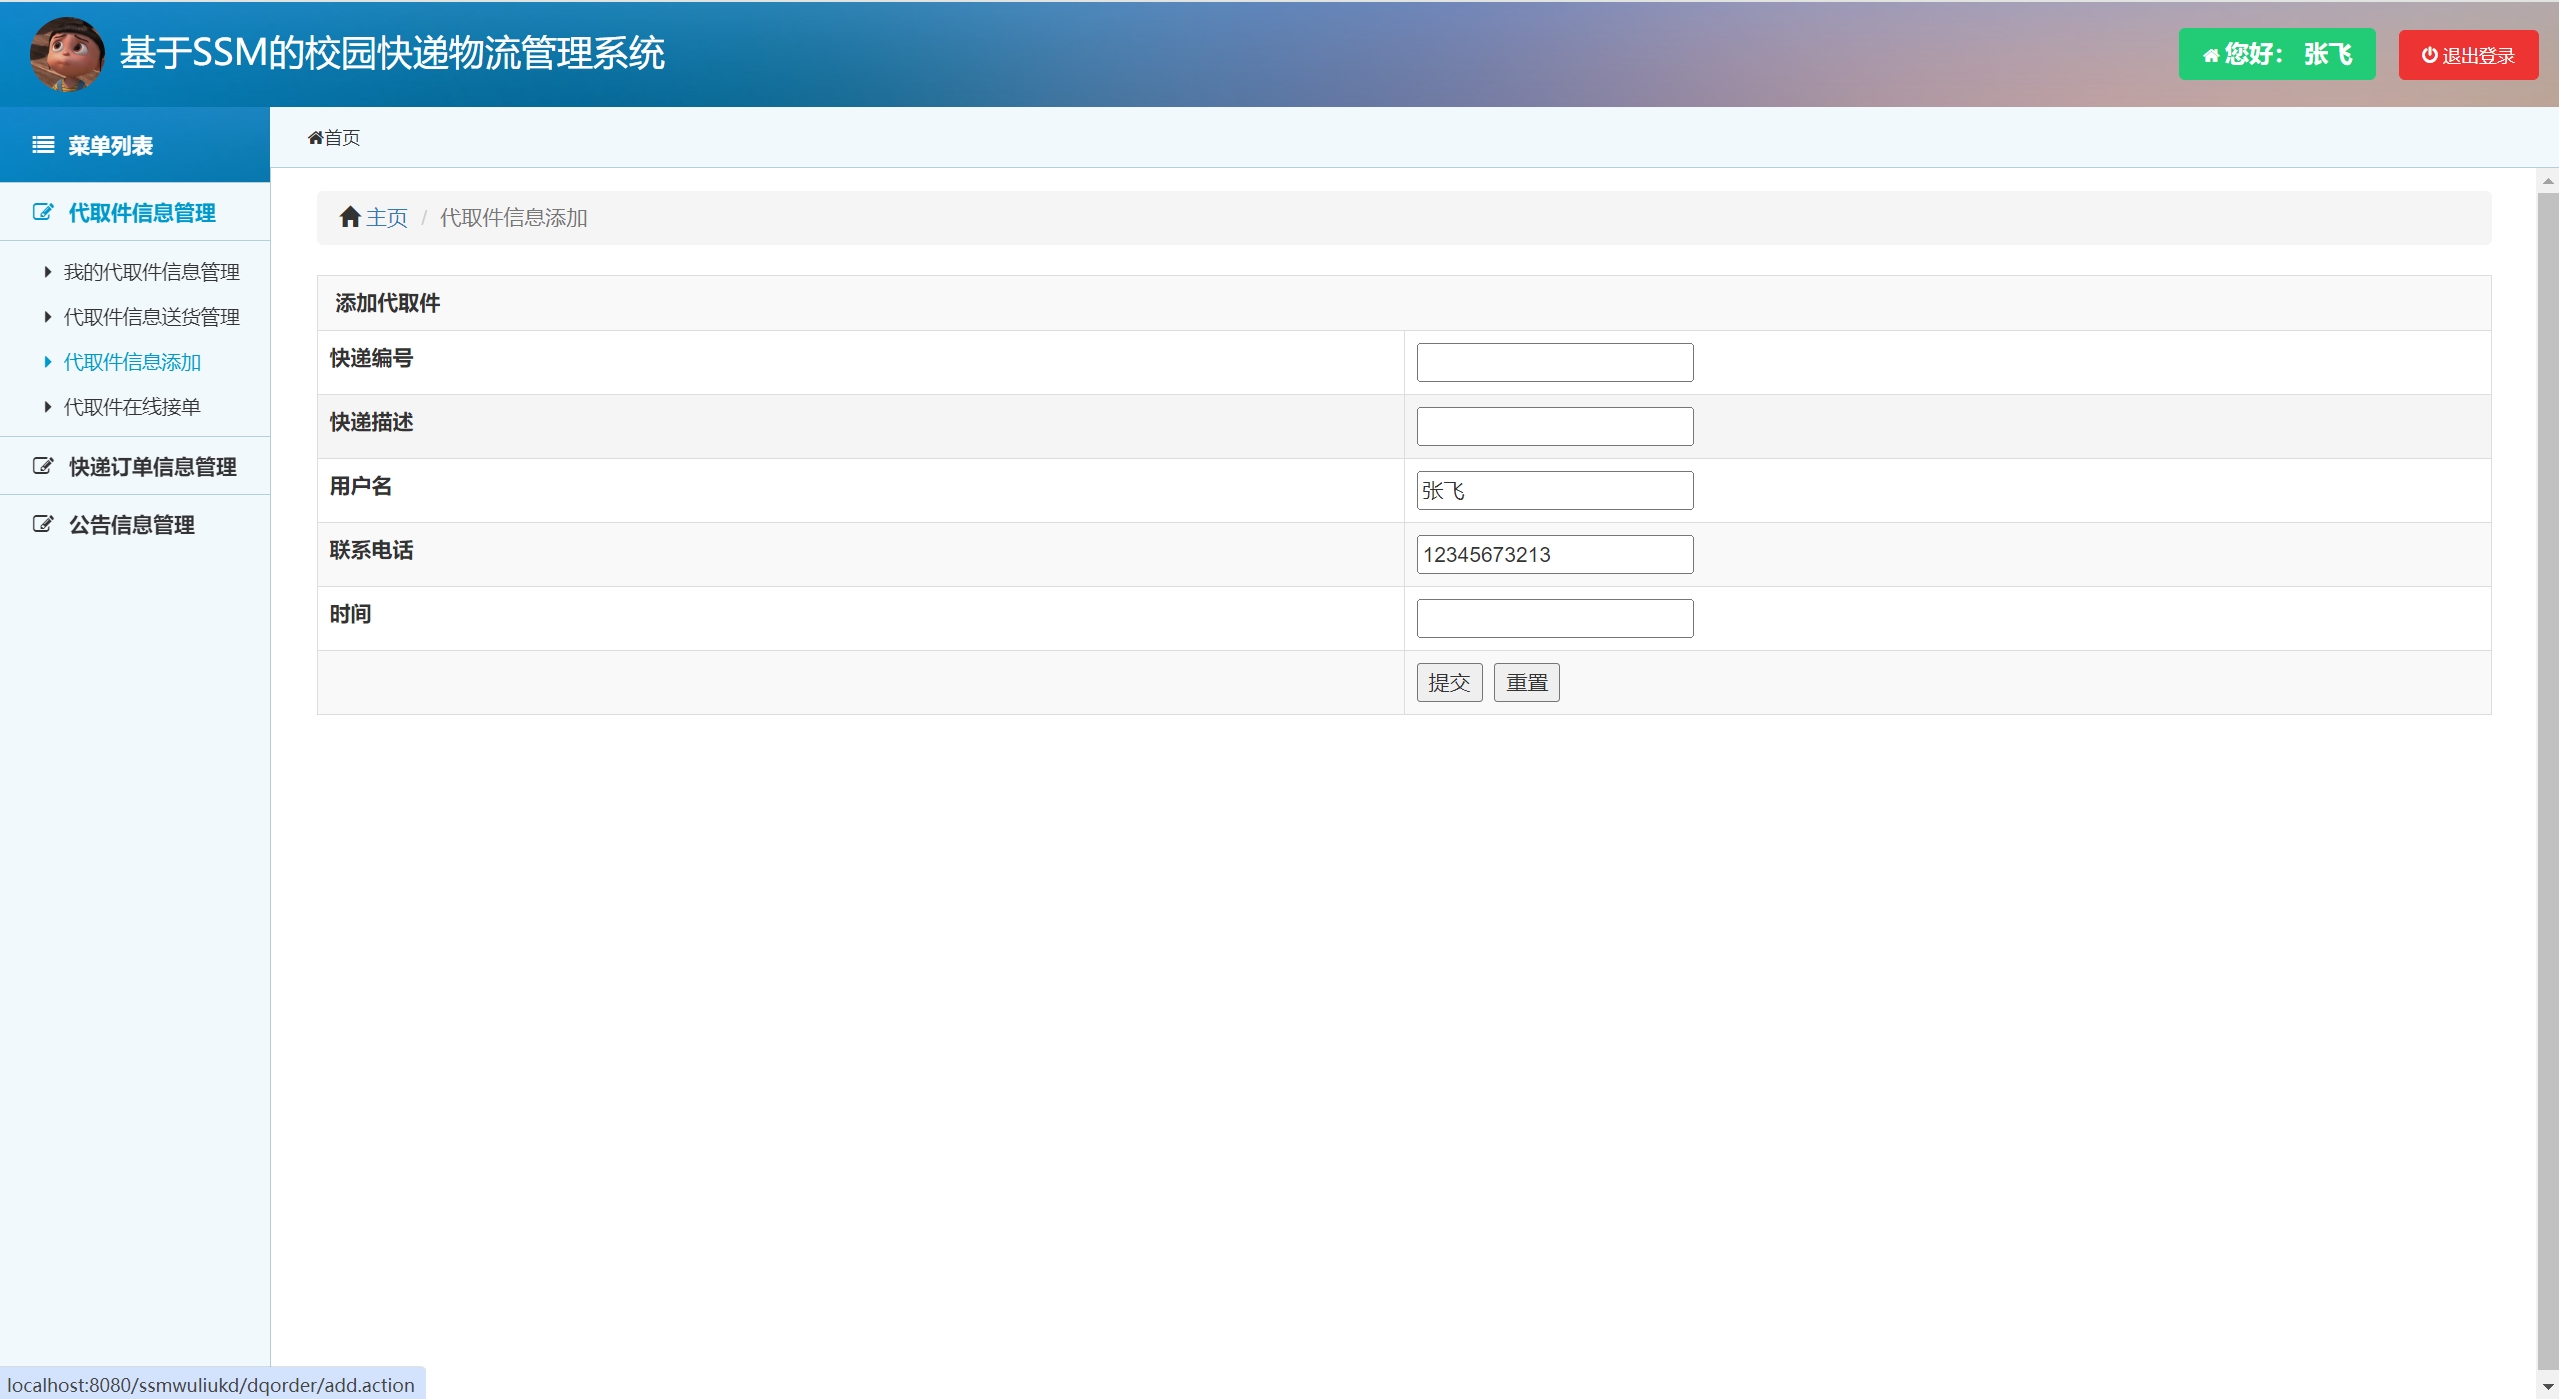 基于SSM的校园快递物流管理系统
您好： 张飞
退出登录
菜单列表
首页
代取件信息管理
我的代取件信息管理
代取件信息送货管理
代取件信息添加
代取件在线接单
快递订单信息管理
公告信息管理
主页 / 代取件信息添加
添加代取件
快递编号
快递描述
用户名 张飞
联系电话 12345673213
时间
提交 重置
localhost:8080/ssmwuliukd/dqorder/add.action